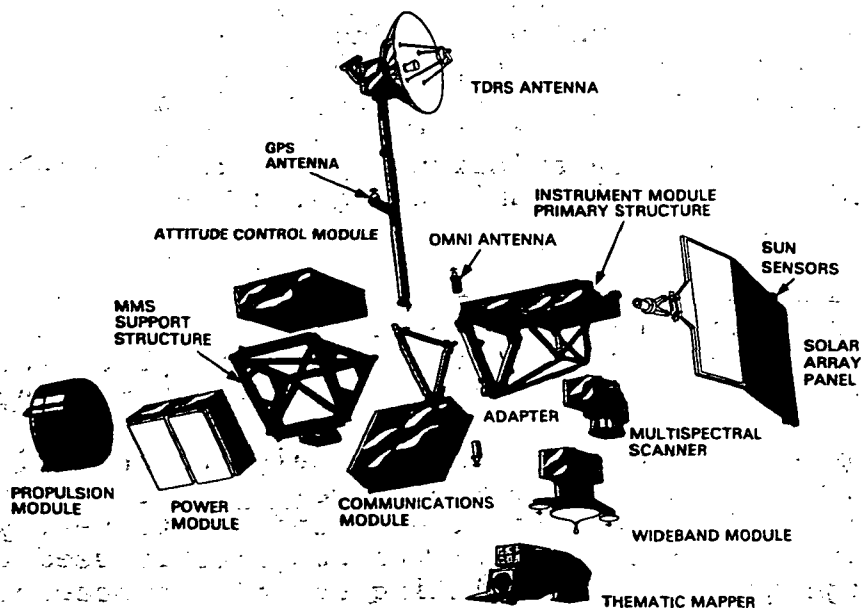 TDRS ANTENNA
GPS
ANTENNA
INSTRUMENT MODULE
PRIMARY STRUCTURE
ATTITUDE CONTROL MODULE
OMNI ANTENNA
SUN
SENSORS
MMS
SUPPORT
STRUCTURE
SOLAR
ARRAY
PANEL
ADAPTER
MULTISPECTRAL
SCANNER
PROPULSION
MODULE
POWER
MODULE
COMMUNICATIONS
MODULE
WIDEBAND MODULE
THEMATIC MAPPER